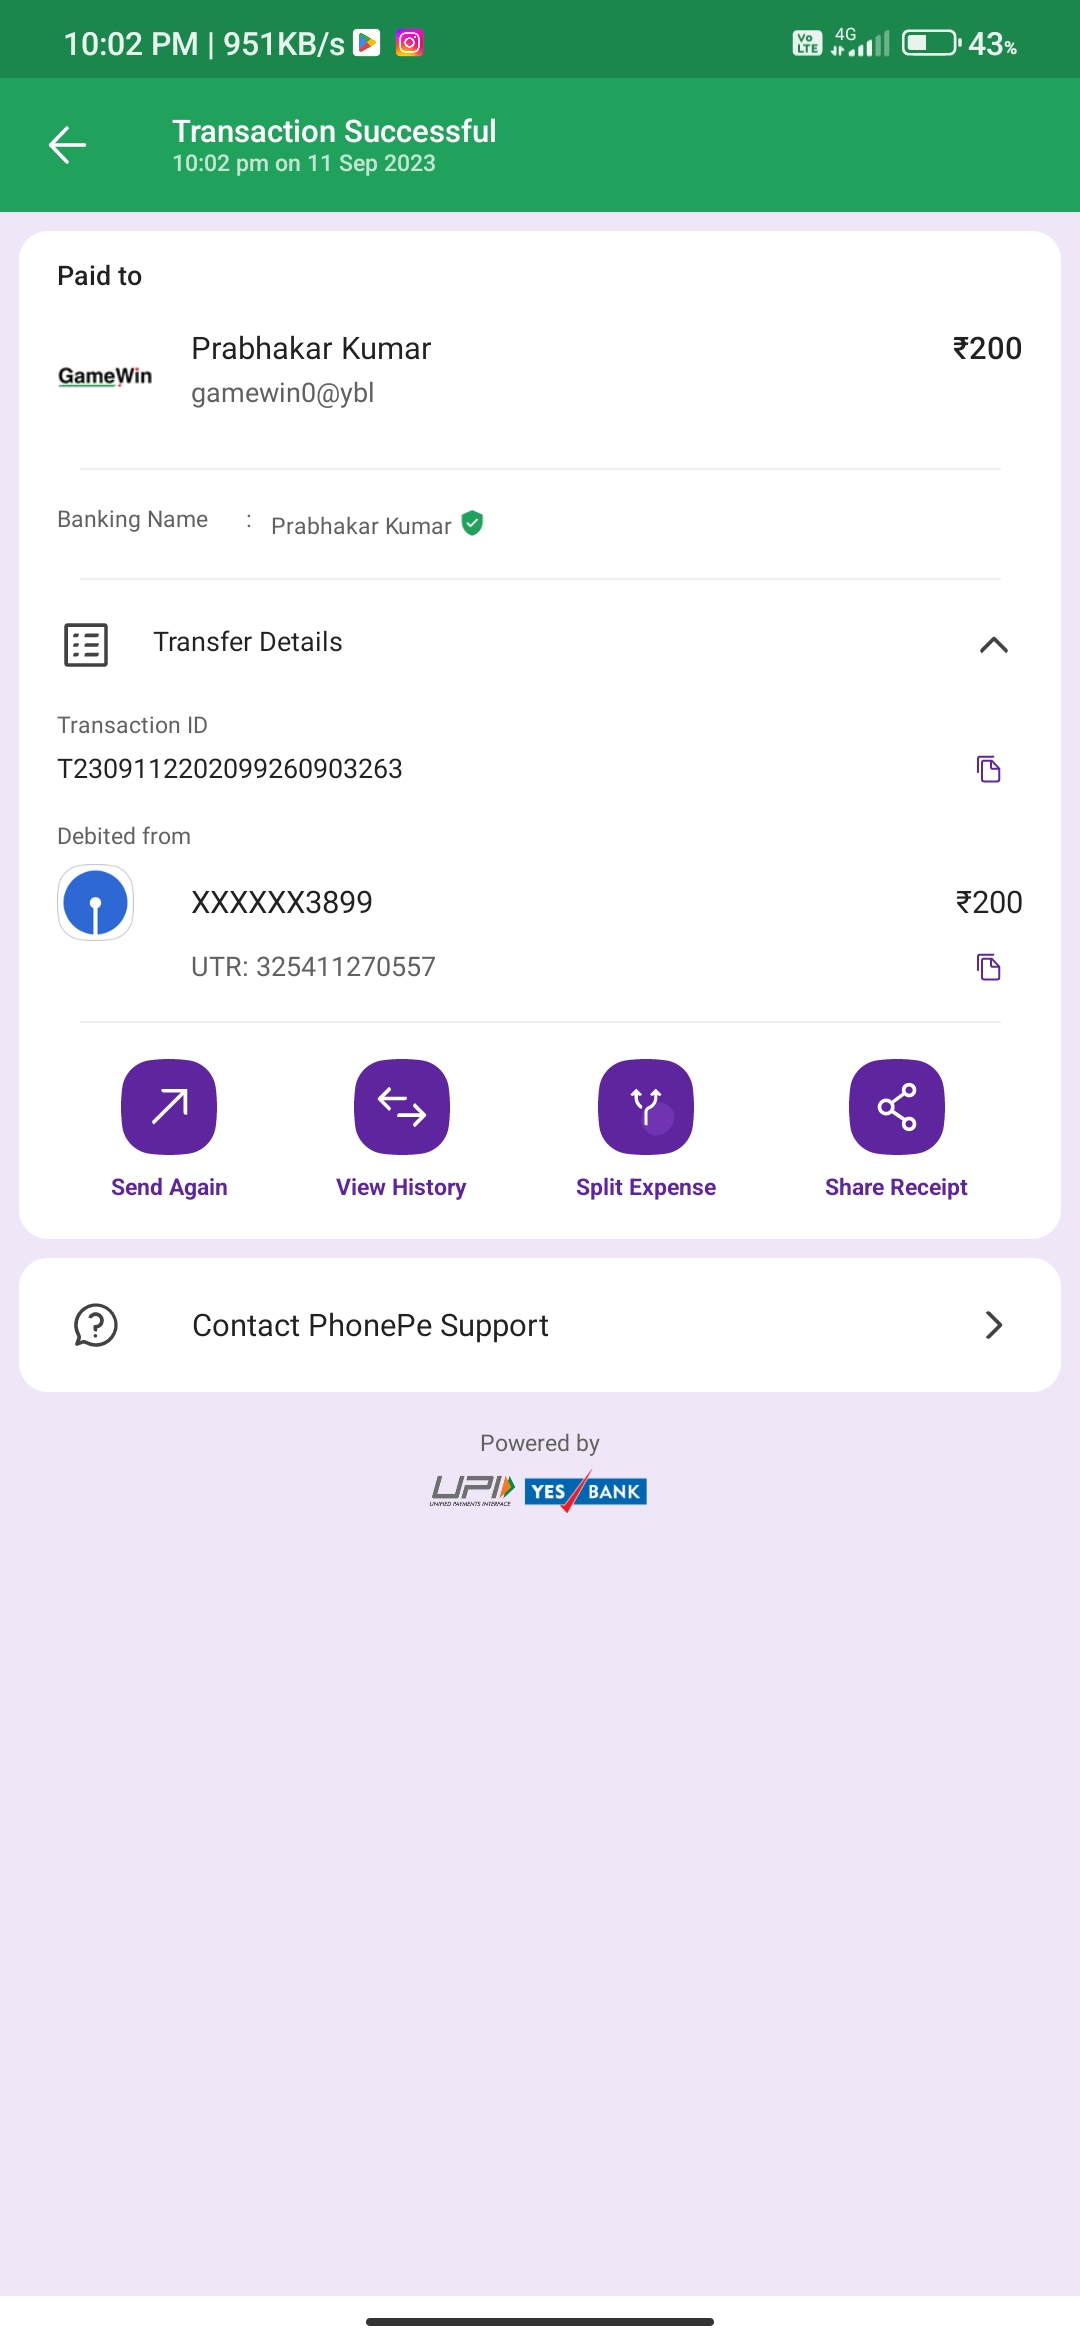 10:02 PM | 951KB/s Vo LTE 4G 43%
Transaction Successful
10:02 pm on 11 Sep 2023
Paid to
GameWin
Prabhakar Kumar ₹200
gamewin0@ybl
Banking Name : Prabhakar Kumar
Transfer Details
Transaction ID
T2309112202099260903263
Debited from
XXXXXX3899 ₹200
UTR: 325411270557
Send Again View History Split Expense Share Receipt
Contact PhonePe Support
Powered by
UPI YES BANK
UNIFIED PAYMENTS INTERFACE